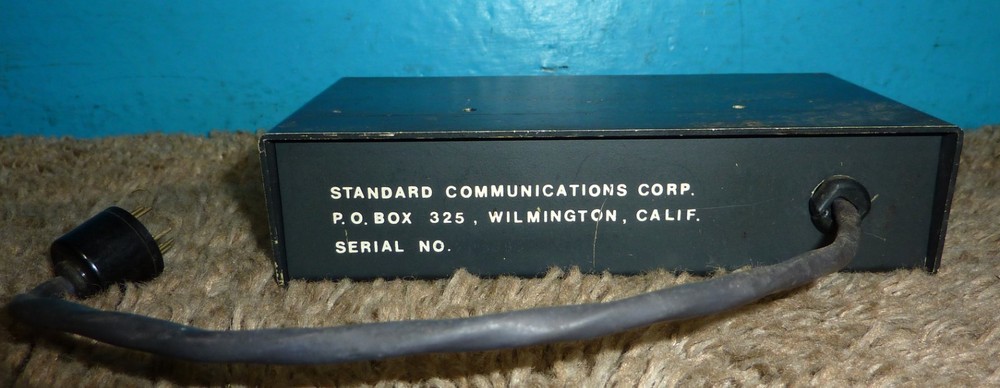 STANDARD COMMUNICATIONS CORP.
P.O.BOX 325, WILMINGTON, CALIF.
SERIAL NO.